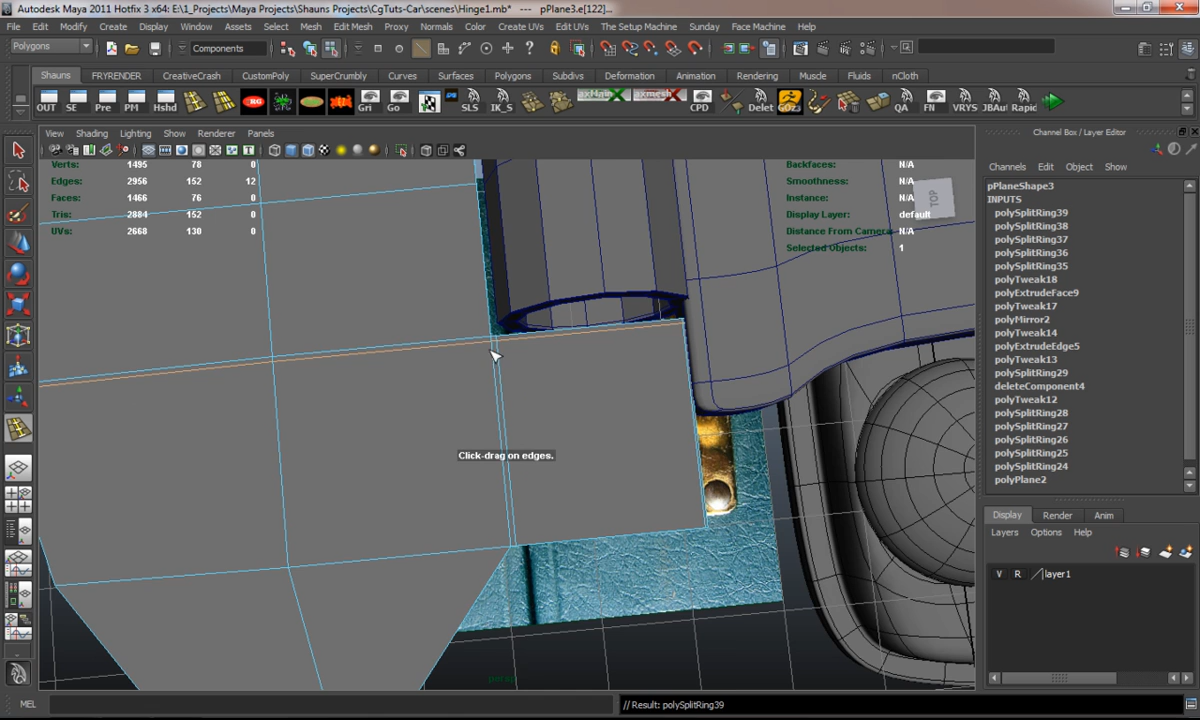 Autodesk Maya 2011 Hotfix 3 x64: E:\1_Projects\Maya Projects\Shauns Projects\CgTuts-Car\scenes\Hinge1.mb* --- pPlane3.e[122]...
File Edit Modify Create Display Window Assets Select Mesh Edit Mesh Proxy Normals Color Create UVs Edit UVs The Setup Machine Sunday Face Machine Help
Polygons Components
Shauns FRYRENDER CreativeCrash CustomPoly SuperCrumbly Curves Surfaces Polygons Subdivs Deformation Animation Rendering Muscle Fluids nCloth
OUT SE Pre PM Hshd Gri Go SLS IK_S CPD Delet GOZ3 QA FN VRYS JBAut Rapic
View Shading Lighting Show Renderer Panels
Channel Box / Layer Editor
Channels Edit Object Show
Verts: 1495 78 0
Edges: 2956 152 12
Faces: 1466 76 0
Tris: 2884 152 0
UVs: 2668 130 0
Backfaces: N/A
Smoothness: N/A
Instance: N/A
Display Layer: default
Distance From Camera: N/A
Selected Objects: 1
TOP
Click-drag on edges.
persp
pPlaneShape3
INPUTS
polySplitRing39
polySplitRing38
polySplitRing37
polySplitRing36
polySplitRing35
polyTweak18
polyExtrudeFace9
polyTweak17
polyMirror2
polyTweak14
polyExtrudeEdge5
polyTweak13
polySplitRing29
deleteComponent4
polyTweak12
polySplitRing28
polySplitRing27
polySplitRing26
polySplitRing25
polySplitRing24
polyPlane2
Display Render Anim
Layers Options Help
V R layer1
MEL
// Result: polySplitRing39